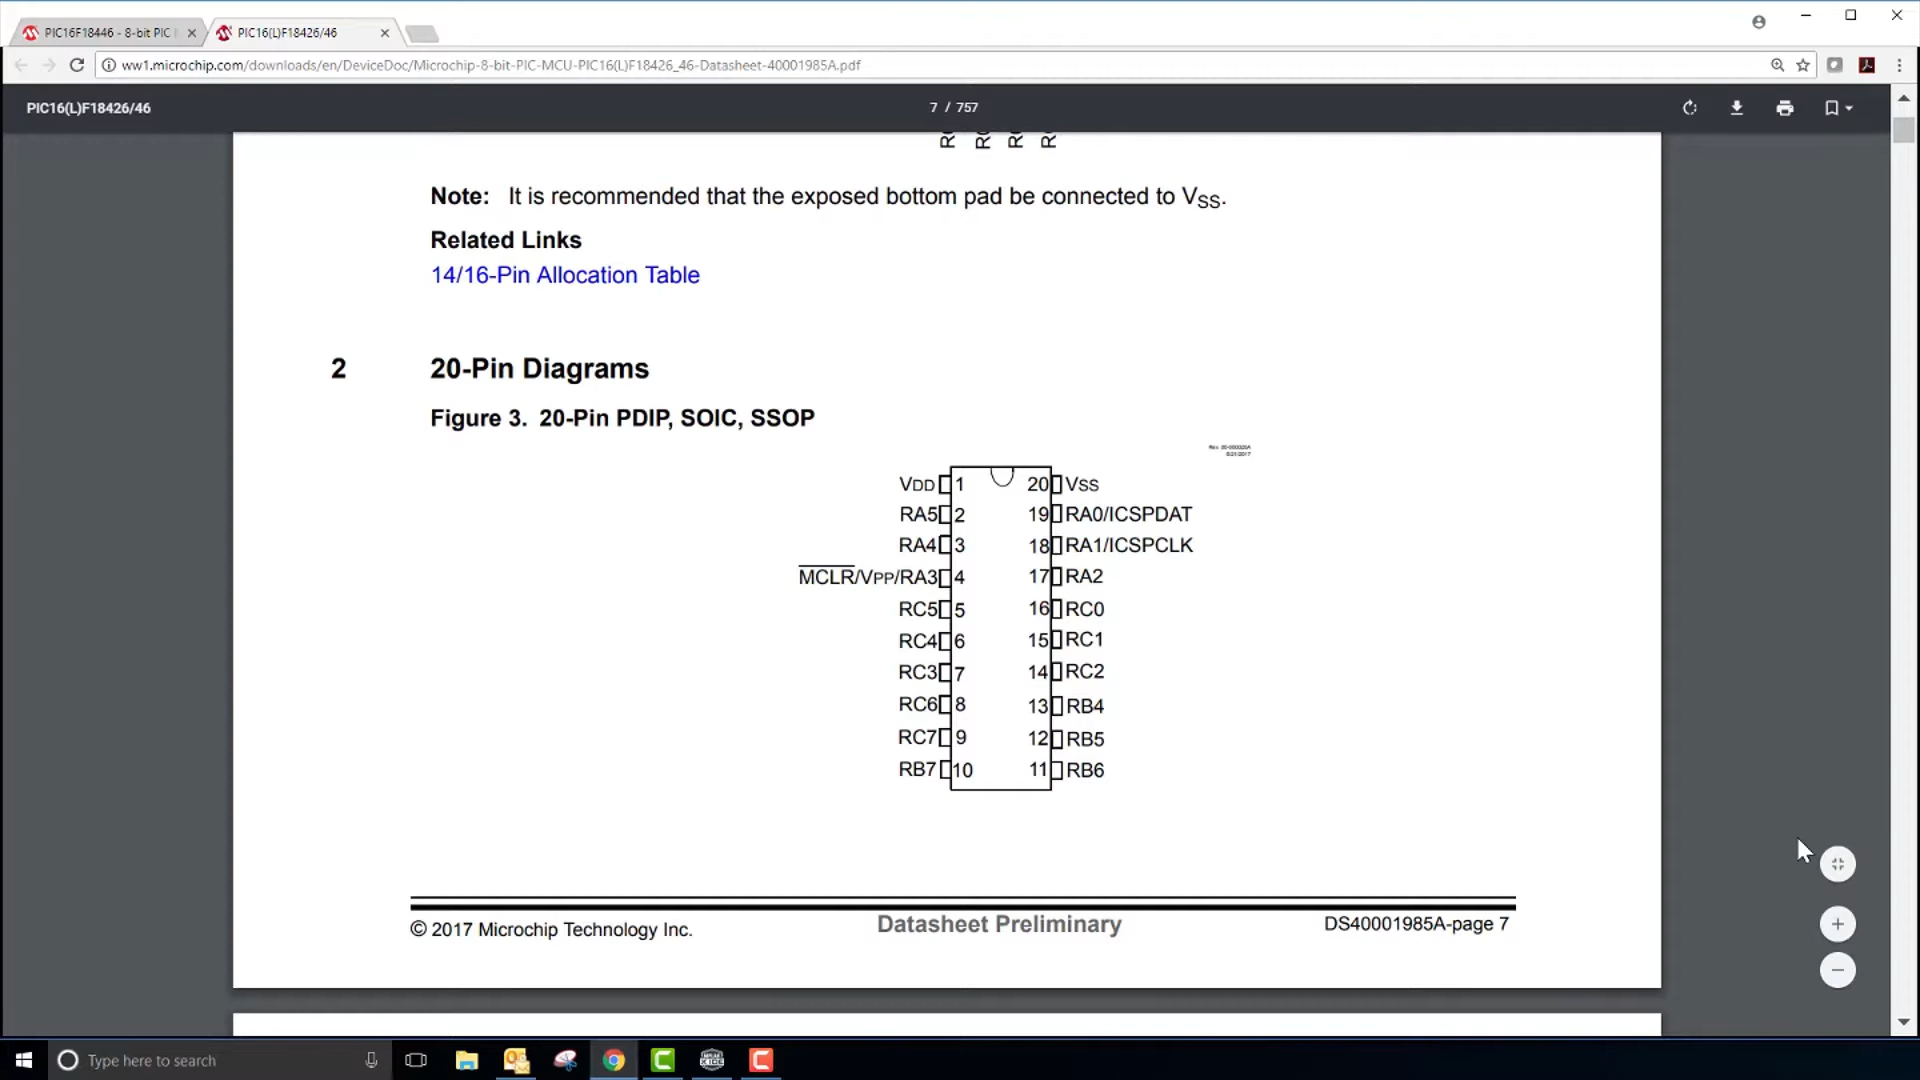 PIC16F18446 - 8-bit PIC
PIC16(L)F18426/46
ww1.microchip.com/downloads/en/DeviceDoc/Microchip-8-bit-PIC-MCU-PIC16(L)F18426_46-Datasheet-40001985A.pdf
PIC16(L)F18426/46
7 / 757
Note: It is recommended that the exposed bottom pad be connected to VSS.
Related Links
14/16-Pin Allocation Table
2 20-Pin Diagrams
Figure 3. 20-Pin PDIP, SOIC, SSOP
VDD 1 20 VSS
RA5 2 19 RA0/ICSPDAT
RA4 3 18 RA1/ICSPCLK
MCLR/VPP/RA3 4 17 RA2
RC5 5 16 RC0
RC4 6 15 RC1
RC3 7 14 RC2
RC6 8 13 RB4
RC7 9 12 RB5
RB7 10 11 RB6
© 2017 Microchip Technology Inc. Datasheet Preliminary DS40001985A-page 7
Type here to search